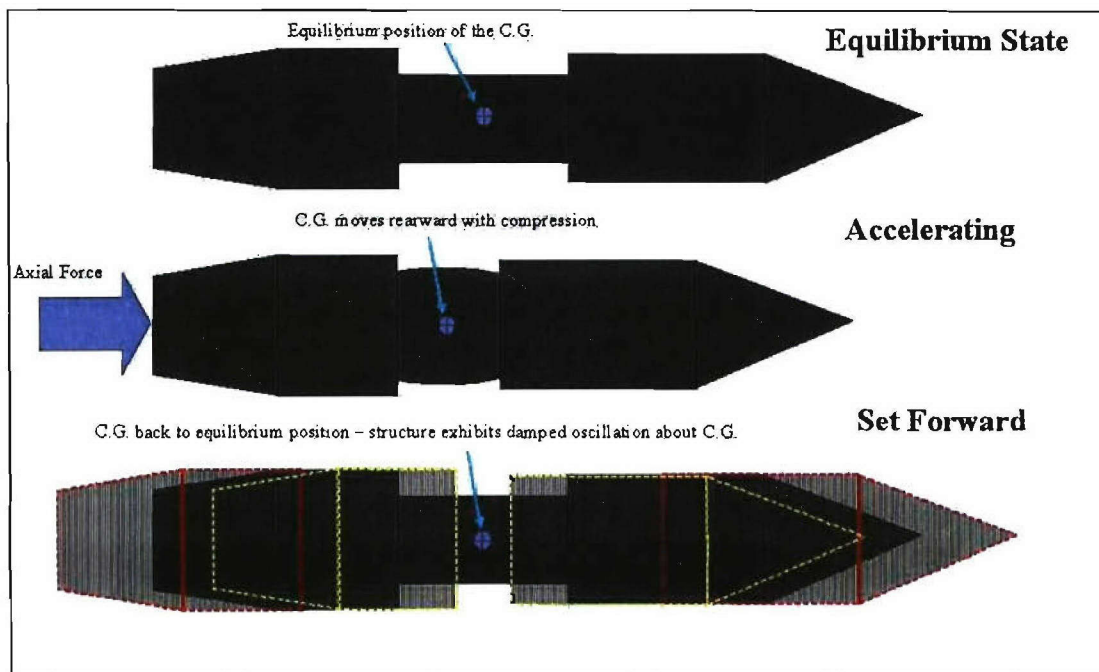 Equilibrium position of the C.G.
Equilibrium State
C.G. moves rearward with compression.
Accelerating
Axial Force
Set Forward
C.G. back to equilibrium position – structure exhibits damped oscillation about C.G.